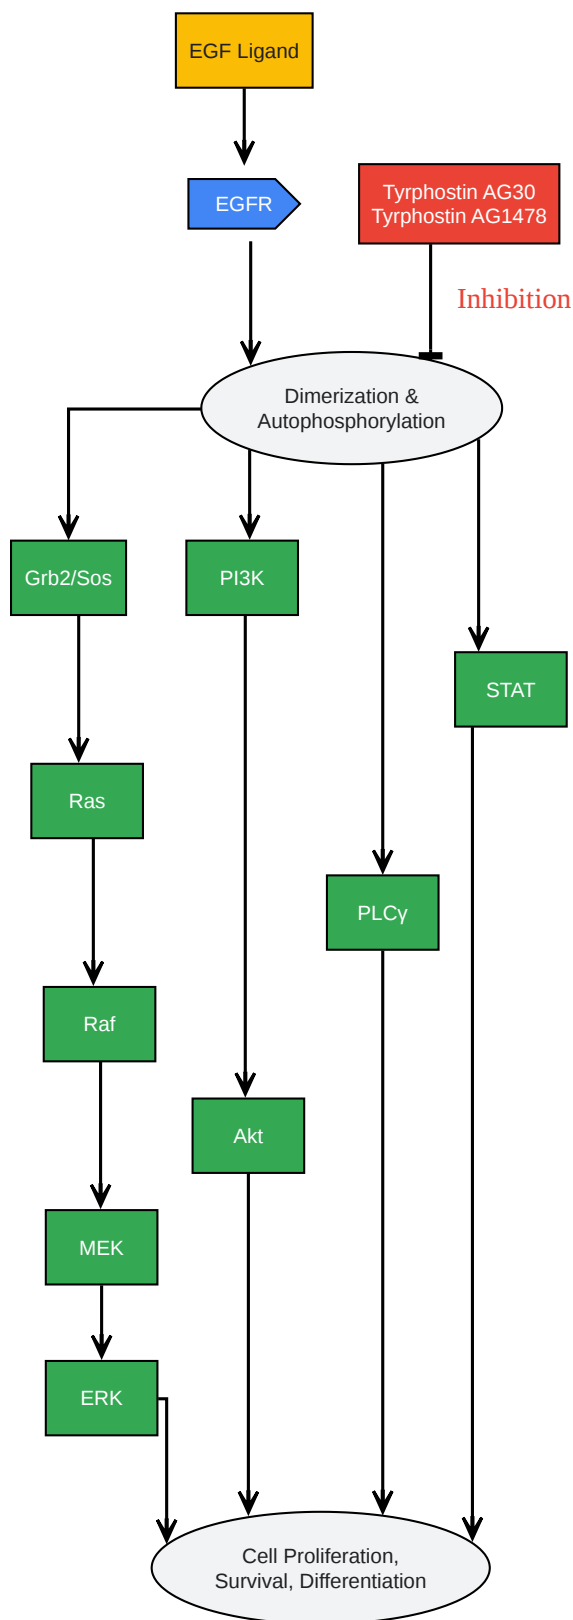 EGF Ligand
EGFR
Tyrphostin AG30
Tyrphostin AG1478
Inhibition
Dimerization &
Autophosphorylation
Grb2/Sos
PI3K
STAT
Ras
PLCγ
Raf
Akt
MEK
ERK
Cell Proliferation,
Survival, Differentiation